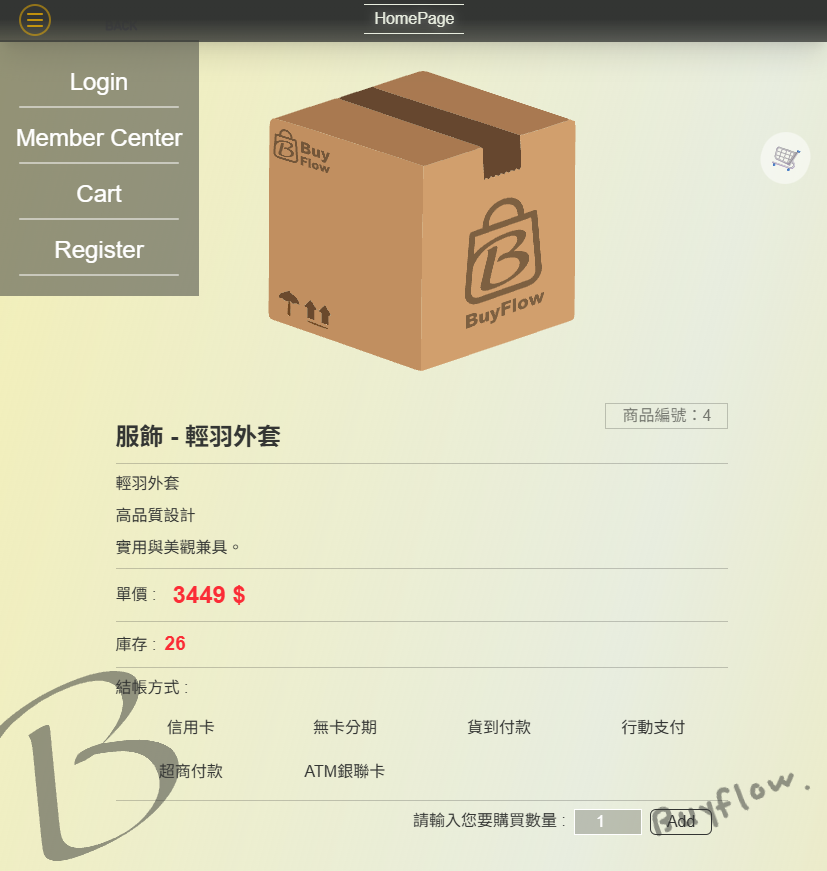 HomePage
Login
Member Center
Cart
Register
Buy
Flow
BuyFlow
商品編號：4
服飾 - 輕羽外套
輕羽外套
高品質設計
實用與美觀兼具。
單價 : 3449 $
庫存 : 26
結帳方式 :
信用卡 無卡分期 貨到付款 行動支付
超商付款 ATM銀聯卡
請輸入您要購買數量 : 1 Add
Buyflow.